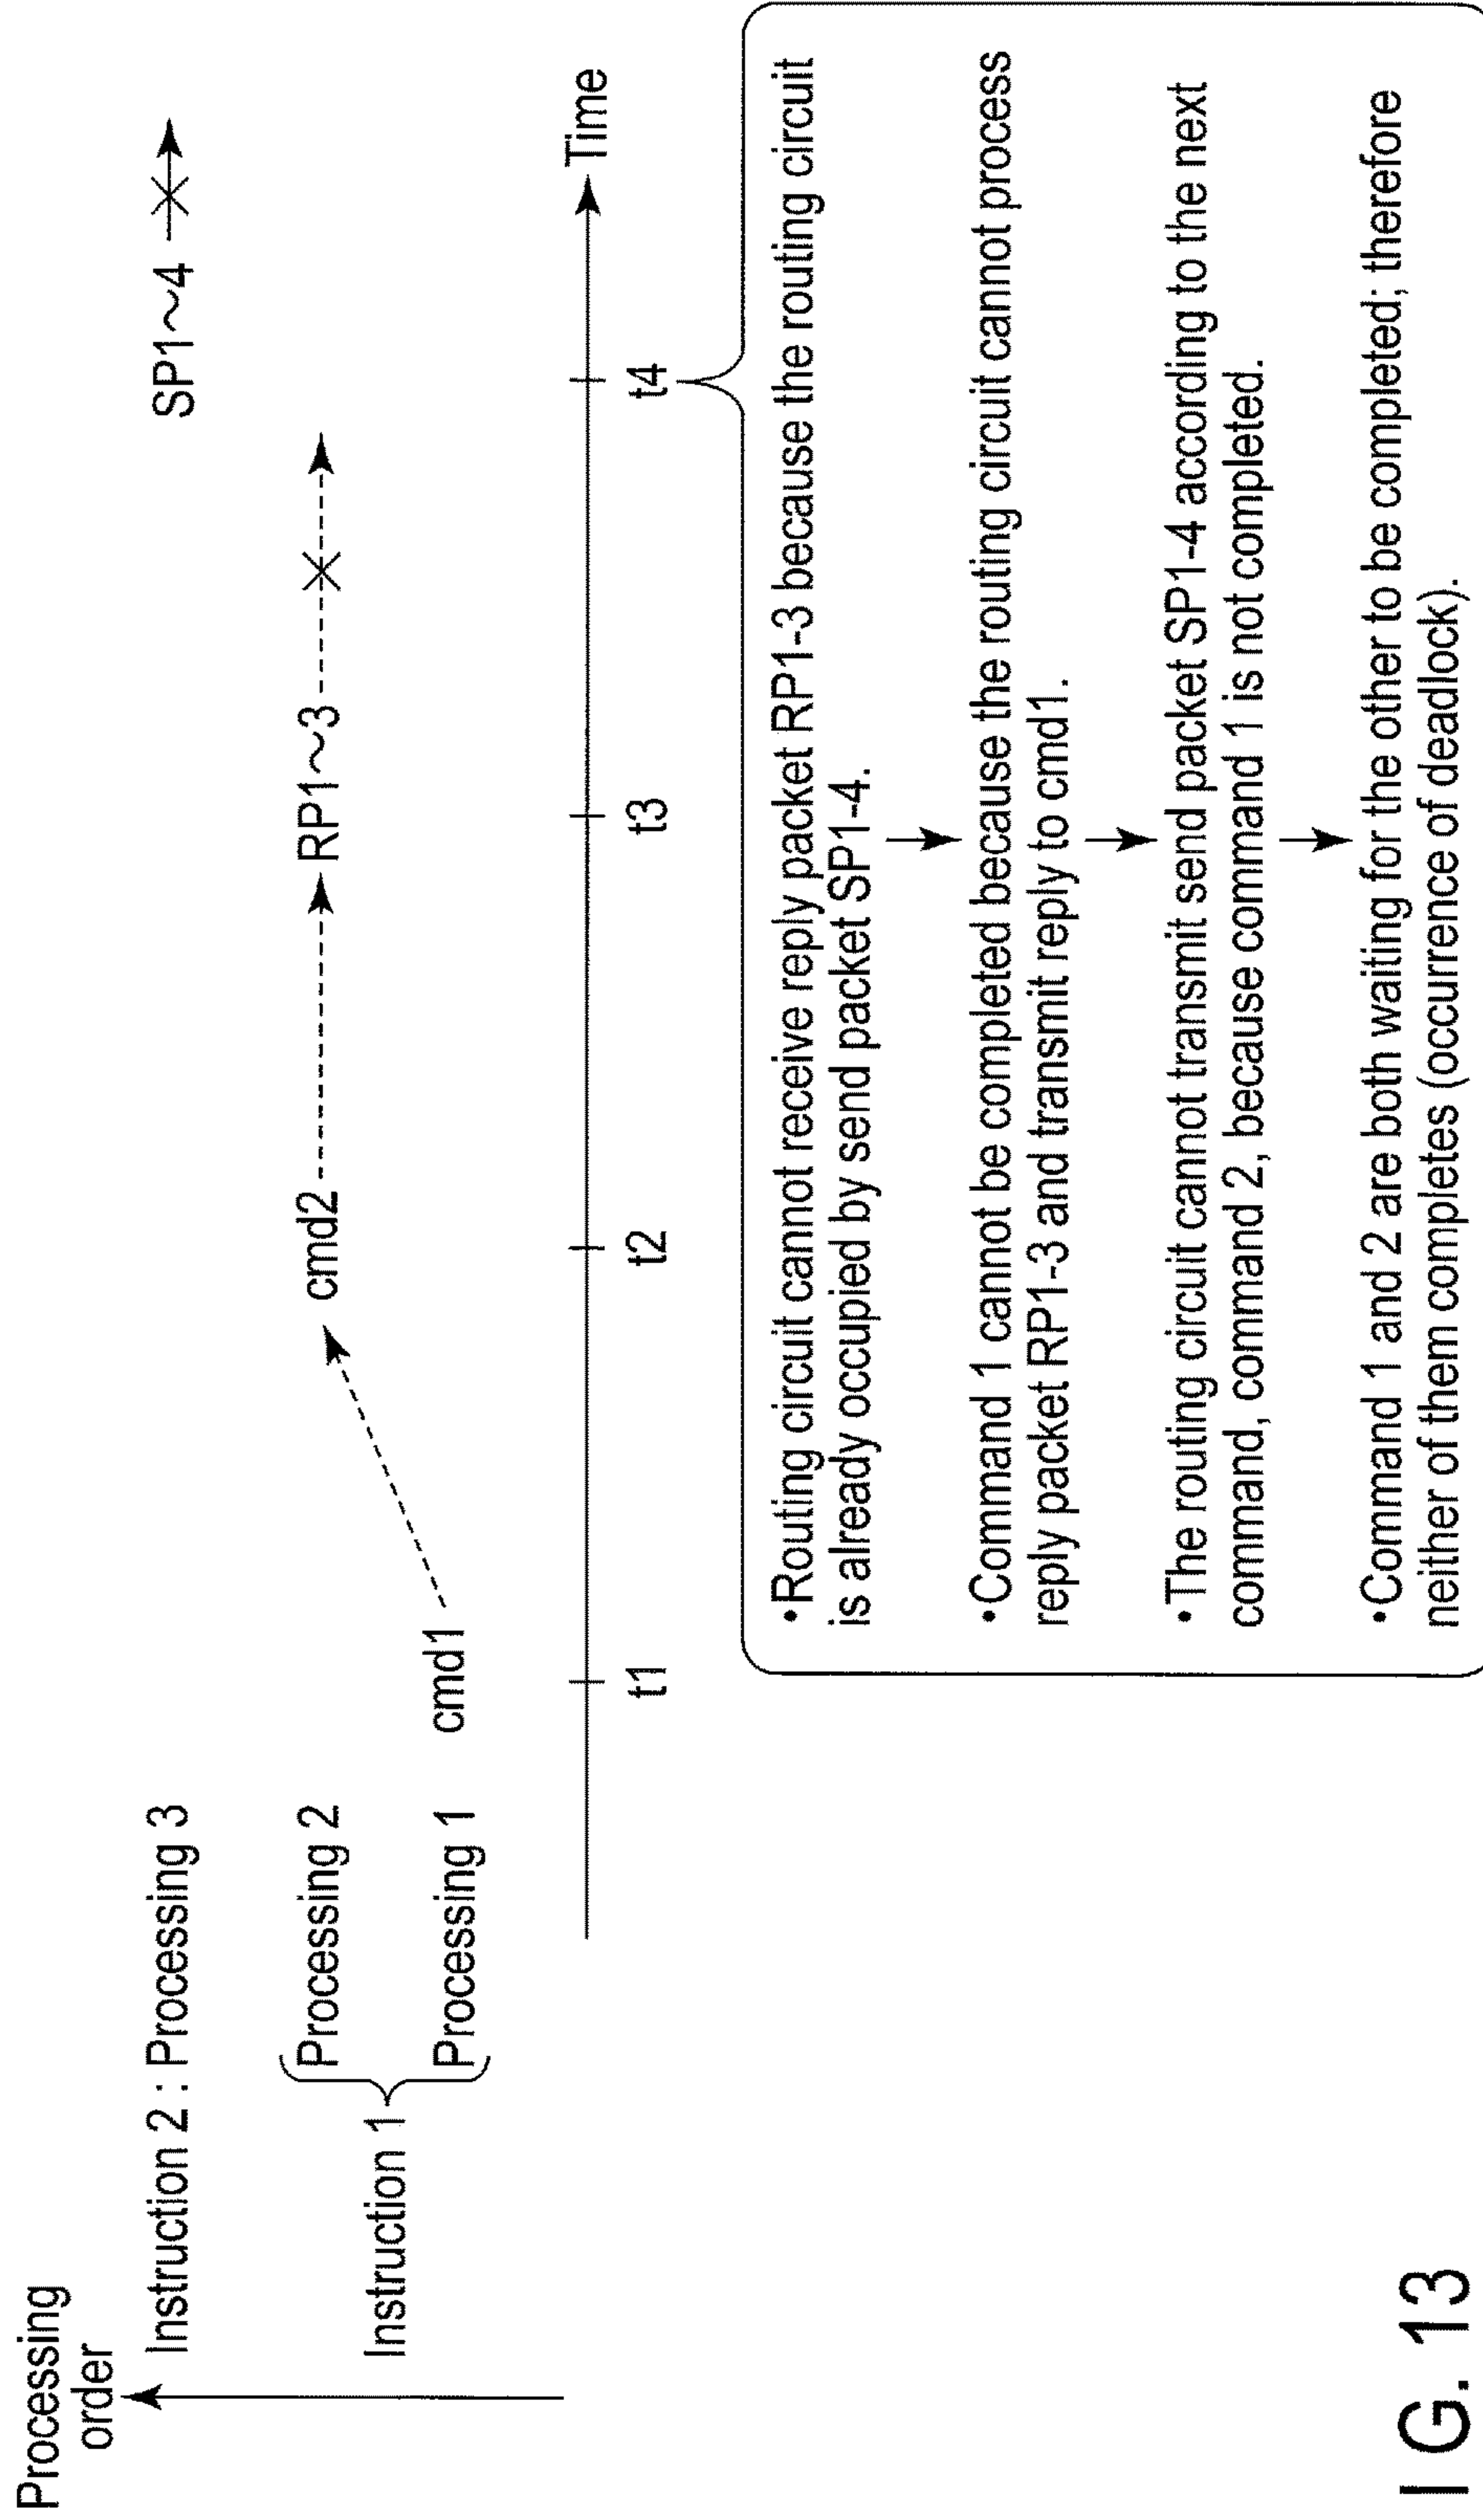 Processing
order
Instruction 2 : Processing 3
SP1～4
Instruction 1
Processing 2
cmd2
RP1～3
Processing 1
cmd1
Time
t1
t2
t3
t4
•Routing circuit cannot receive reply packet RP1-3 because the routing circuit
is already occupied by send packet SP1-4.
•Command 1 cannot be completed because the routing circuit cannot process
reply packet RP1-3 and transmit reply to cmd1.
•The routing circuit cannot transmit send packet SP1-4 according to the next
command, command 2, because command 1 is not completed.
•Command 1 and 2 are both waiting for the other to be completed; therefore
neither of them completes (occurrence of deadlock).
IG. 13